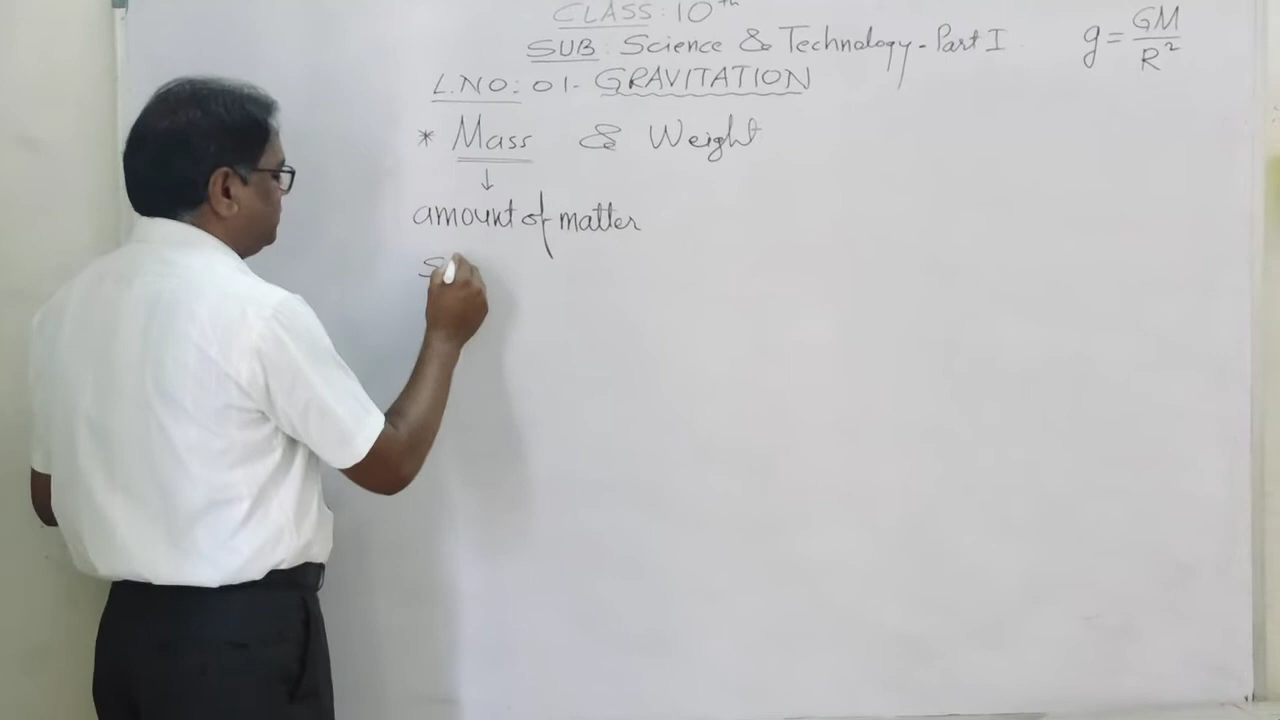 CLASS: 10th
SUB: Science & Technology - Part I
g = GM/R²
L.NO: 01- GRAVITATION
* Mass & Weight
↓
amount of matter
S